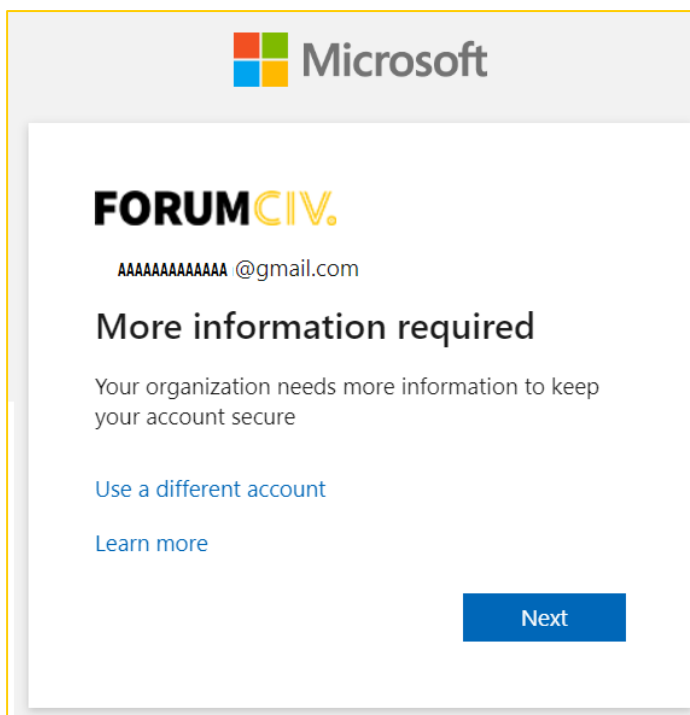 Microsoft
FORUMCIV.
AAAAAAAAAAAAA @gmail.com
More information required
Your organization needs more information to keep
your account secure
Use a different account
Learn more
Next